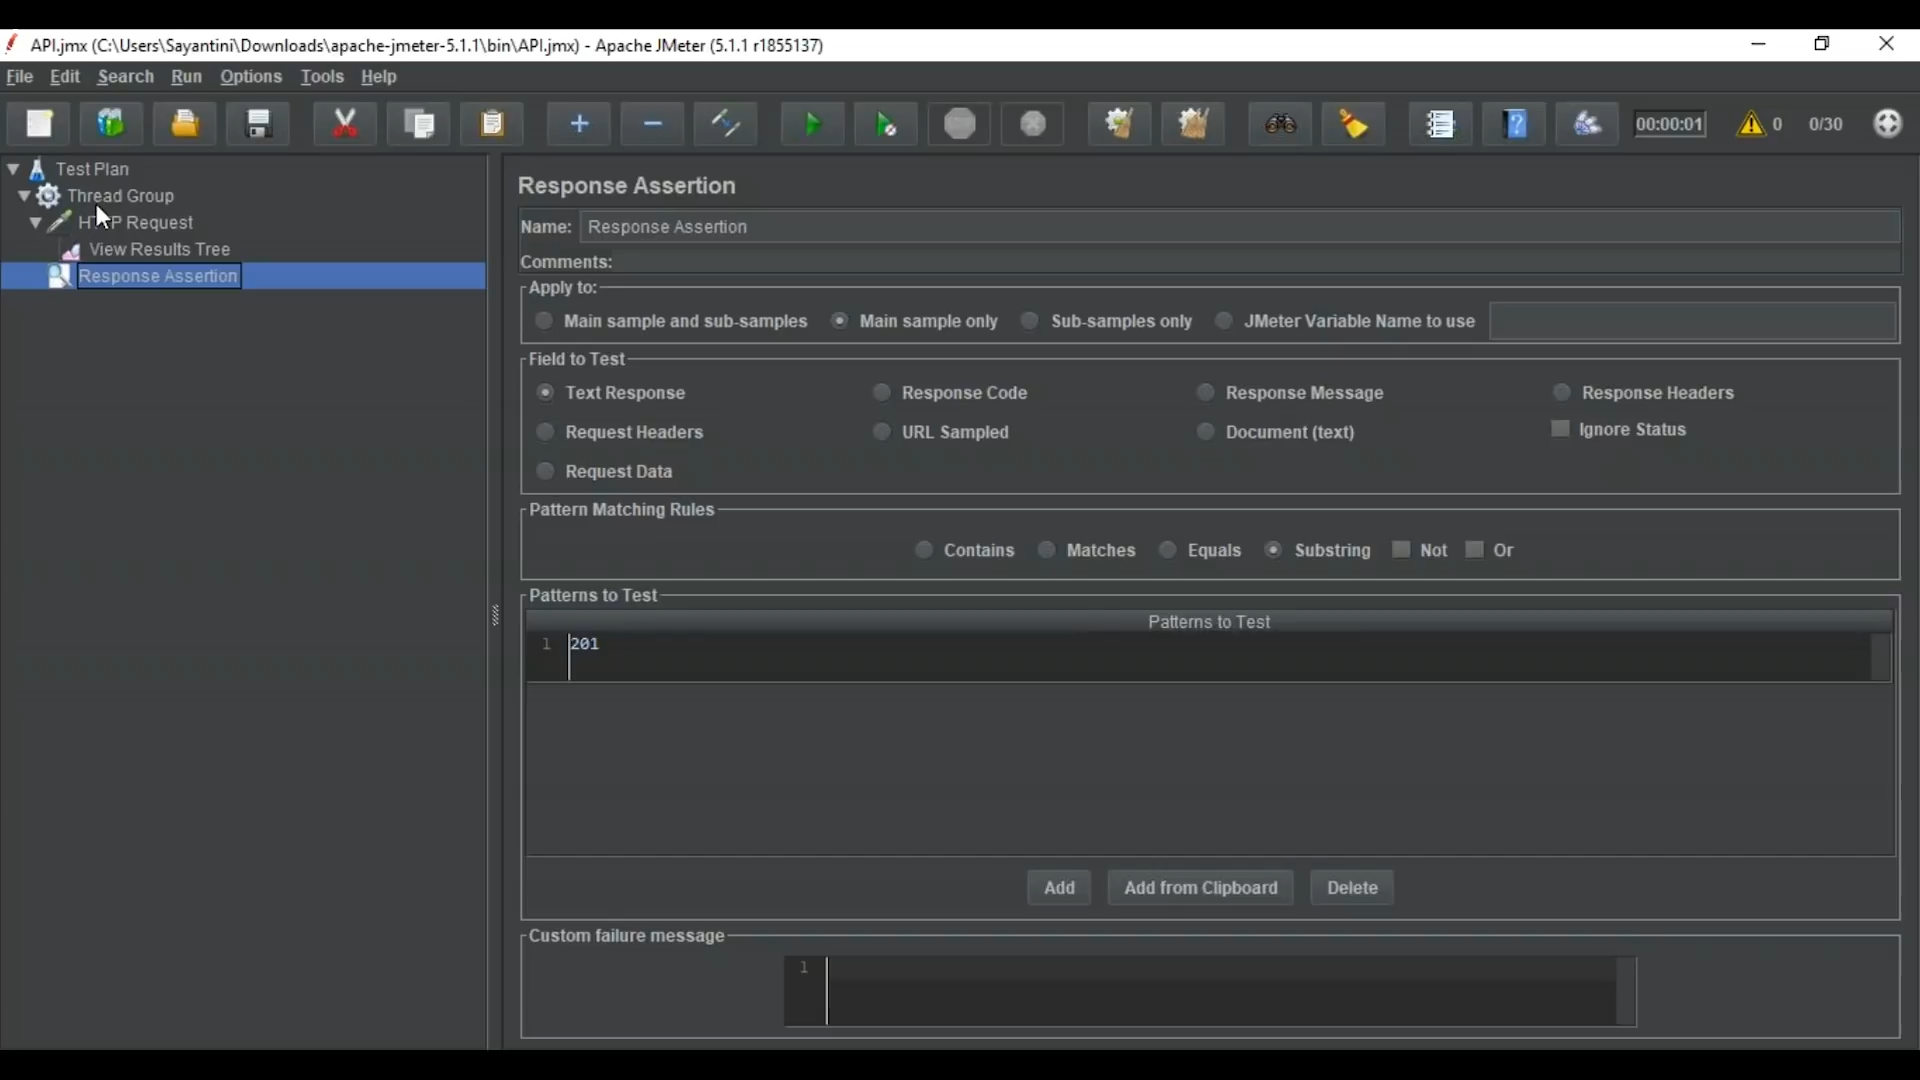 API.jmx (C:\Users\Sayantini\Downloads\apache-jmeter-5.1.1\bin\API.jmx) - Apache JMeter (5.1.1 r1855137)
File Edit Search Run Options Tools Help
00:00:01 0 0/30
Test Plan
Thread Group
HTTP Request
View Results Tree
Response Assertion
Response Assertion
Name: Response Assertion
Comments:
Apply to:
Main sample and sub-samples Main sample only Sub-samples only JMeter Variable Name to use
Field to Test
Text Response Response Code Response Message Response Headers
Request Headers URL Sampled Document (text) Ignore Status
Request Data
Pattern Matching Rules
Contains Matches Equals Substring Not Or
Patterns to Test
Patterns to Test
1 201
Add Add from Clipboard Delete
Custom failure message
1